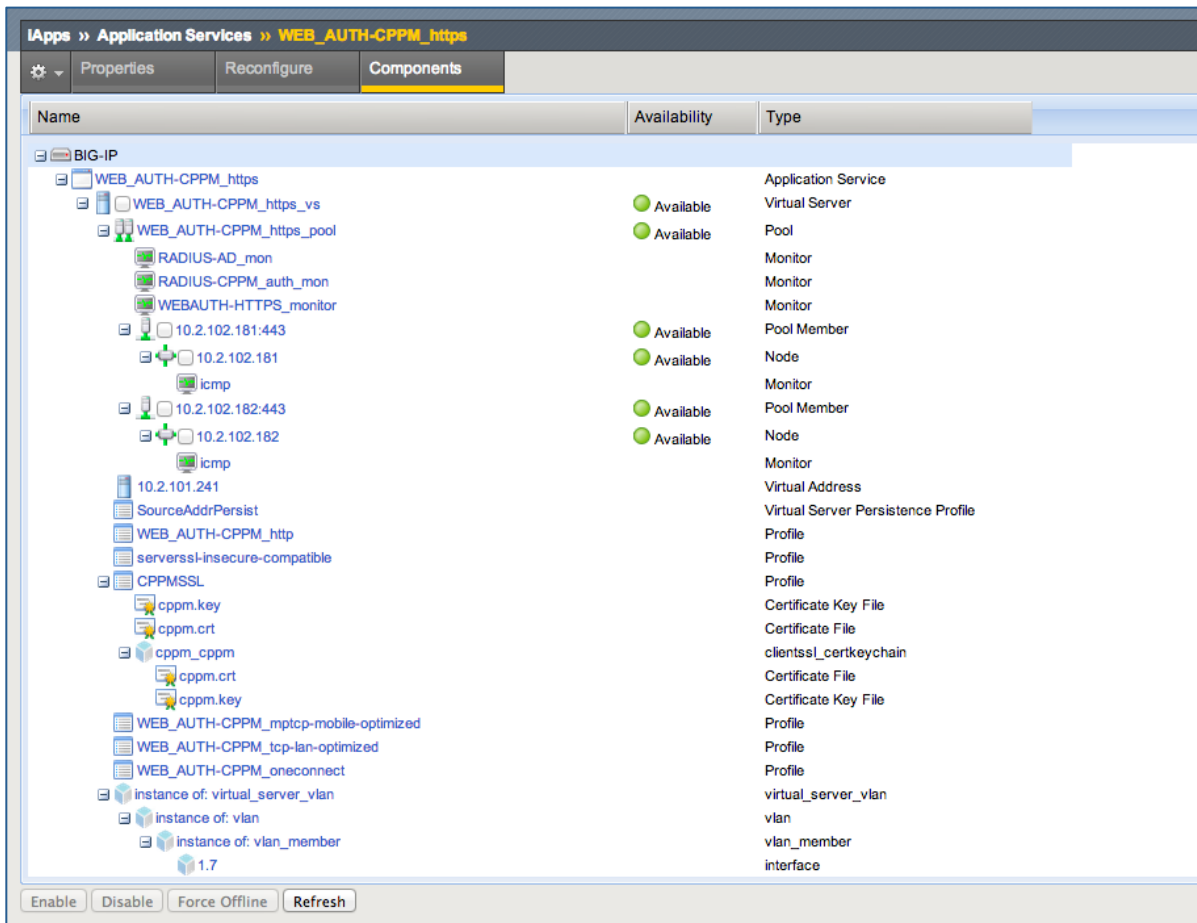 iApps » Application Services » WEB_AUTH-CPPM_https
Properties Reconfigure Components
Name Availability Type
BIG-IP
WEB_AUTH-CPPM_https Application Service
WEB_AUTH-CPPM_https_vs Available Virtual Server
WEB_AUTH-CPPM_https_pool Available Pool
RADIUS-AD_mon Monitor
RADIUS-CPPM_auth_mon Monitor
WEBAUTH-HTTPS_monitor Monitor
10.2.102.181:443 Available Pool Member
10.2.102.181 Available Node
icmp Monitor
10.2.102.182:443 Available Pool Member
10.2.102.182 Available Node
icmp Monitor
10.2.101.241 Virtual Address
SourceAddrPersist Virtual Server Persistence Profile
WEB_AUTH-CPPM_http Profile
serverssl-insecure-compatible Profile
CPPMSSL Profile
cppm.key Certificate Key File
cppm.crt Certificate File
cppm_cppm clientssl_certkeychain
cppm.crt Certificate File
cppm.key Certificate Key File
WEB_AUTH-CPPM_mptcp-mobile-optimized Profile
WEB_AUTH-CPPM_tcp-lan-optimized Profile
WEB_AUTH-CPPM_oneconnect Profile
instance of: virtual_server_vlan virtual_server_vlan
instance of: vlan vlan
instance of: vlan_member vlan_member
1.7 interface
Enable Disable Force Offline Refresh